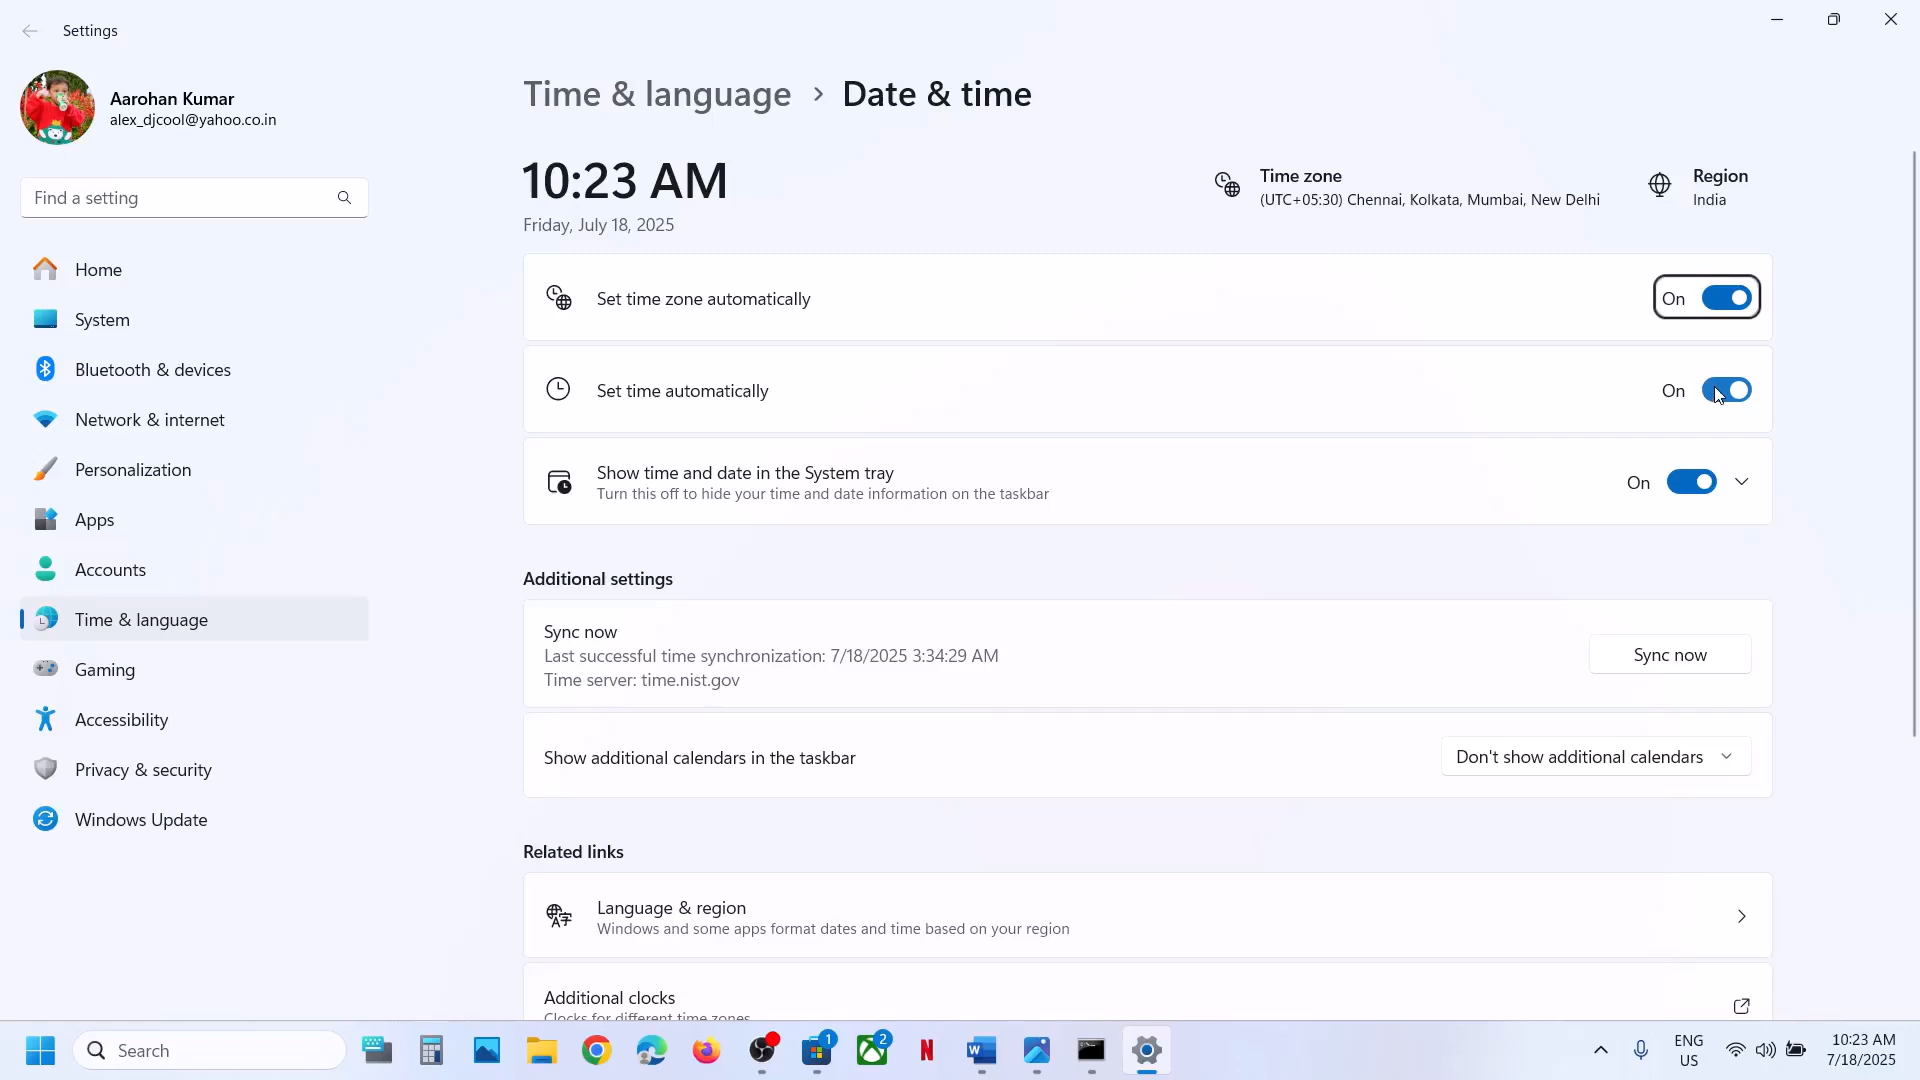 Settings
Aarohan Kumar
alex_djcool@yahoo.co.in
Find a setting
Home
System
Bluetooth & devices
Network & internet
Personalization
Apps
Accounts
Time & language
Gaming
Accessibility
Privacy & security
Windows Update
Time & language > Date & time
10:23 AM
Friday, July 18, 2025
Time zone
(UTC+05:30) Chennai, Kolkata, Mumbai, New Delhi
Region
India
Set time zone automatically
On
Set time automatically
On
Show time and date in the System tray
Turn this off to hide your time and date information on the taskbar
On
Additional settings
Sync now
Last successful time synchronization: 7/18/2025 3:34:29 AM
Time server: time.nist.gov
Sync now
Show additional calendars in the taskbar
Don't show additional calendars
Related links
Language & region
Windows and some apps format dates and time based on your region
Additional clocks
Clocks for different time zones
Search
1
2
N
W
ENG
US
10:23 AM
7/18/2025